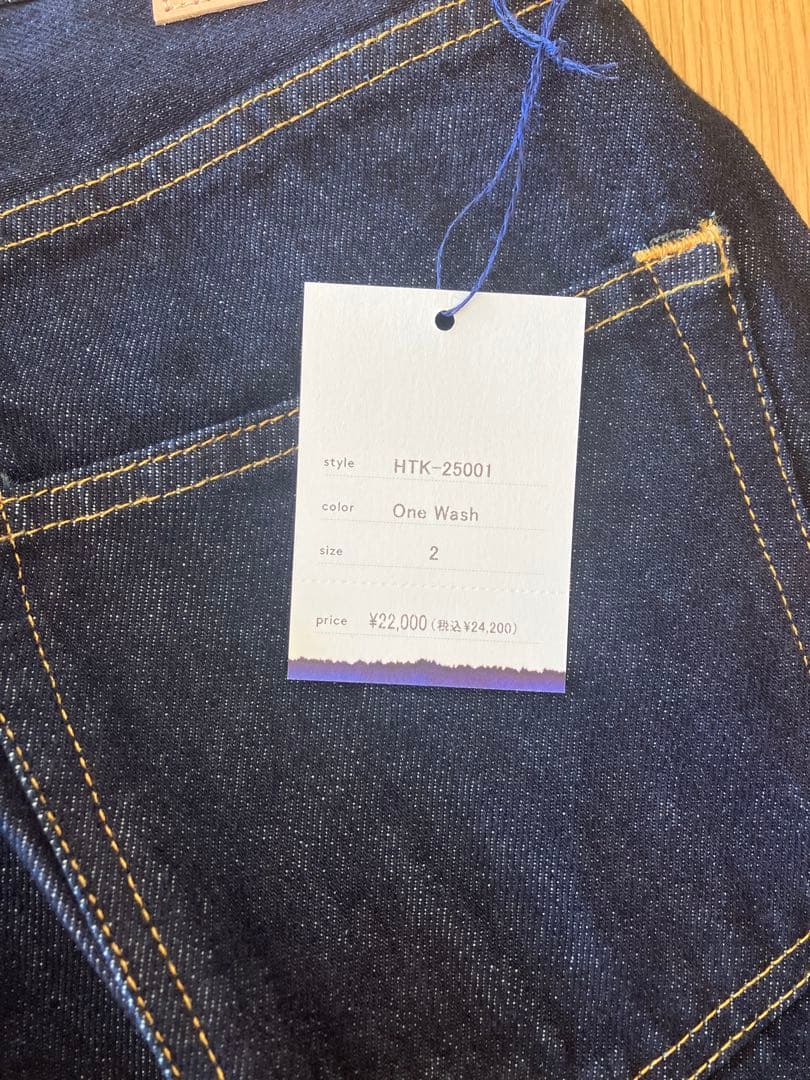 style HTK-25001
color One Wash
size 2
price ¥22,000(税込¥24,200)